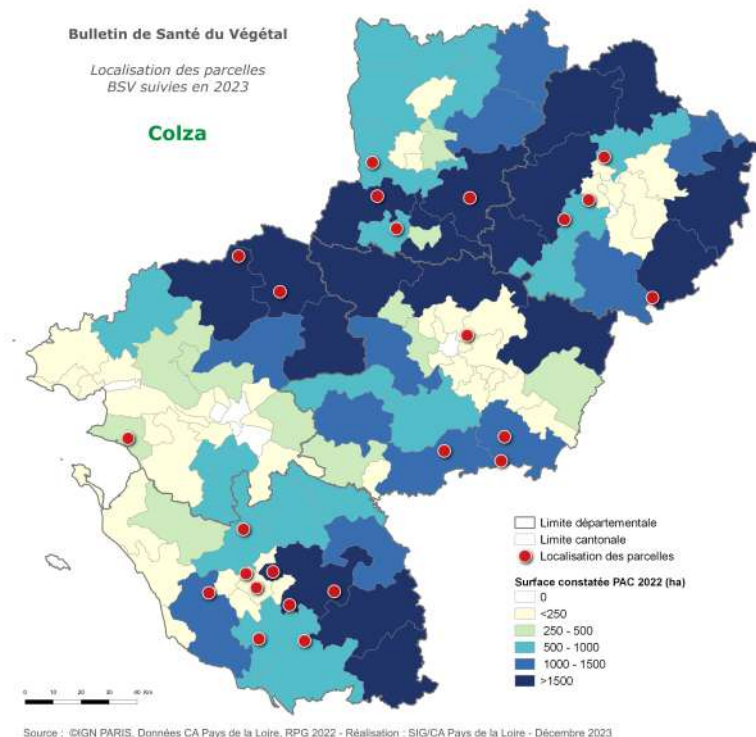 Bulletin de Santé du Végétal
Localisation des parcelles
BSV suivies en 2023
Colza
Limite départementale
Limite cantonale
Localisation des parcelles
Surface constatée PAC 2022 (ha)
0
<250
250 - 500
500 - 1000
1000 - 1500
>1500
0 10 20 30 40 Km
Source : ©IGN PARIS, Données CA Pays de la Loire, RPG 2022 - Réalisation : SIG/CA Pays de la Loire - Décembre 2023